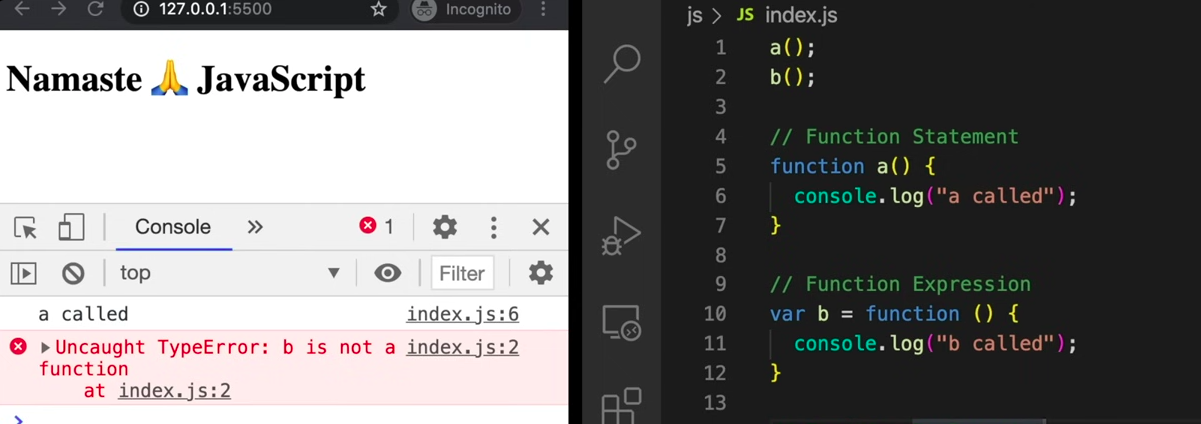 127.0.0.1:5500
Incognito
Namaste 🙏 JavaScript
Console
1
top
Filter
a called index.js:6
Uncaught TypeError: b is not a index.js:2
function
at index.js:2
js > JS index.js
1 a();
2 b();
3
4 // Function Statement
5 function a() {
6 console.log("a called");
7 }
8
9 // Function Expression
10 var b = function () {
11 console.log("b called");
12 }
13